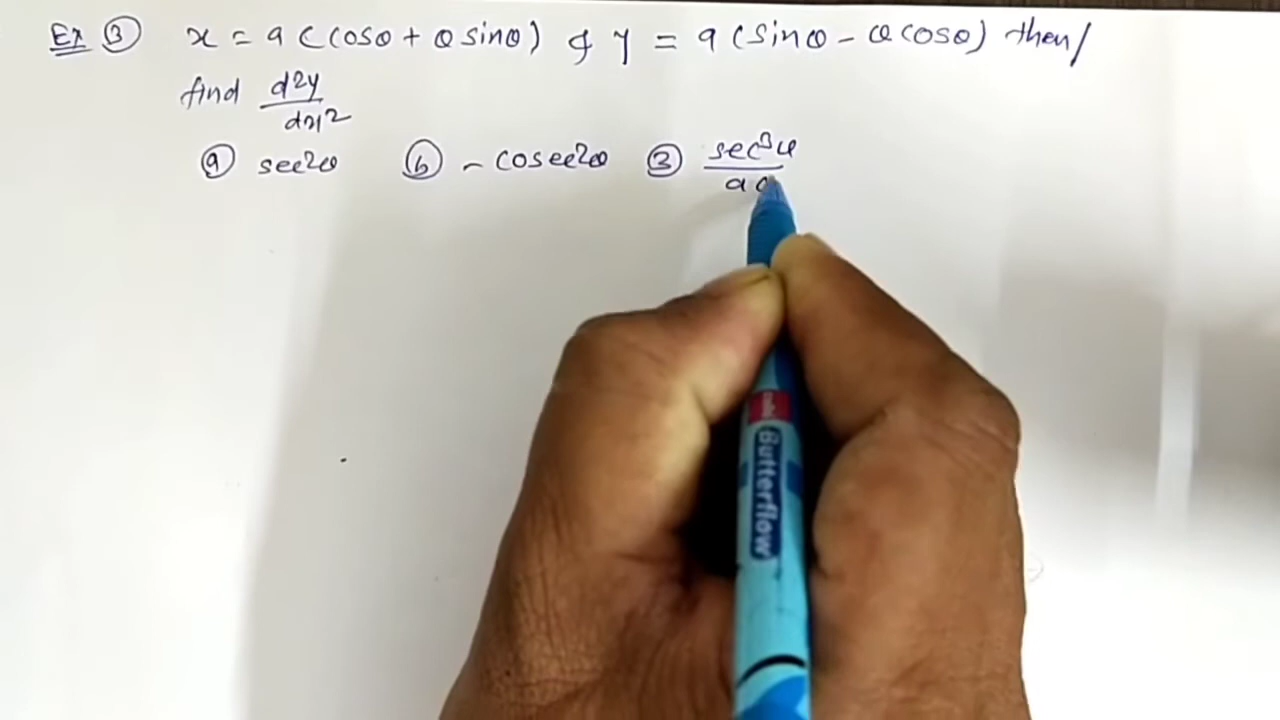 Ex ③ x = a (cosθ + θ sinθ) & y = a (sinθ - θ cosθ) then /
find d²y/dx²
ⓐ sec²θ ⓑ - cosec²θ ③ sec³θ/aθ
Butterflow